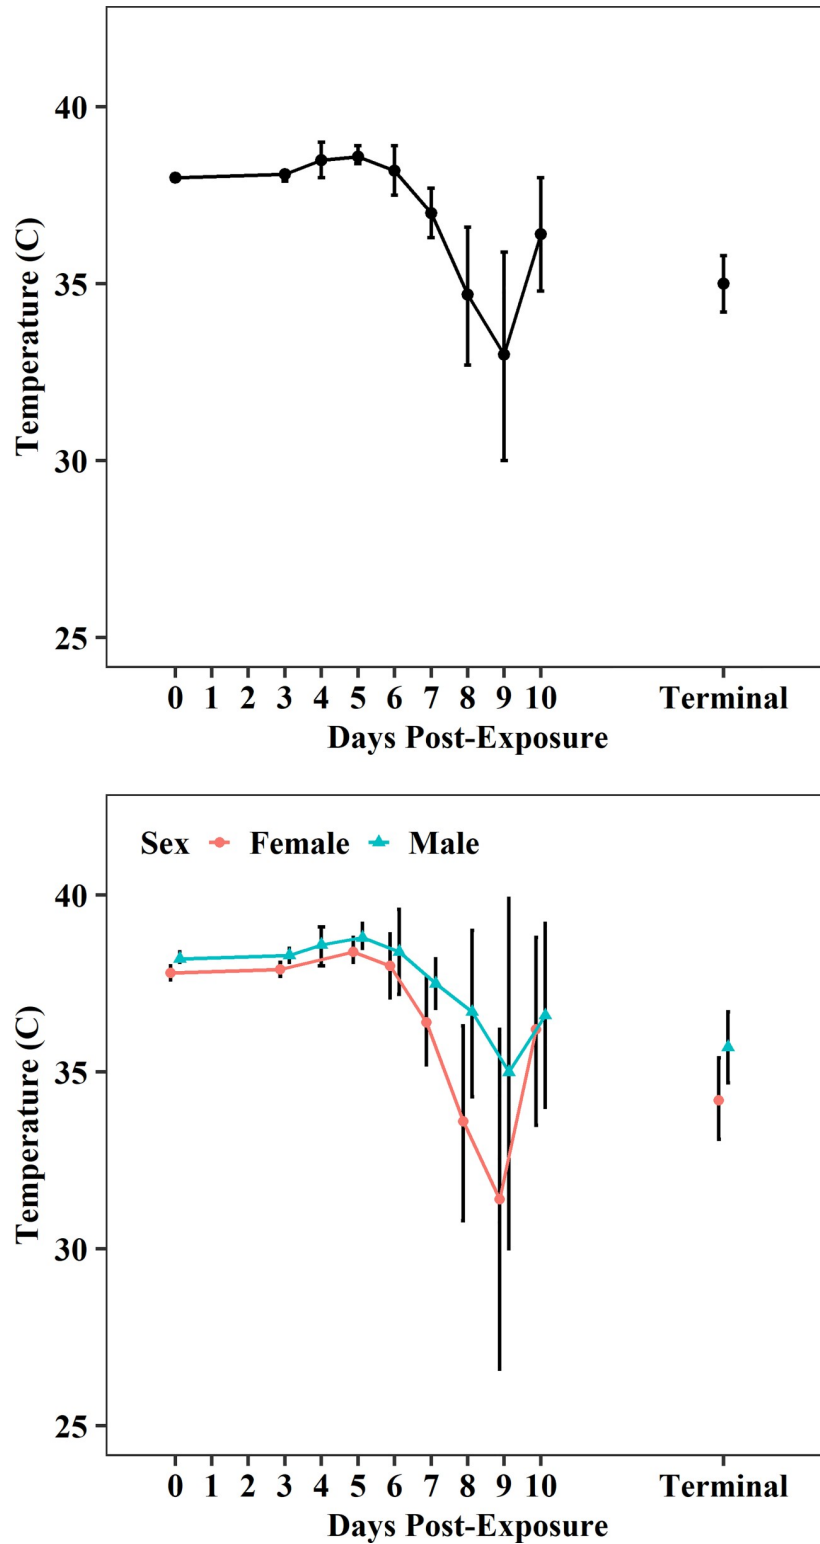 40
35
30
25
Temperature (C)
0 1 2 3 4 5 6 7 8 9 10 Terminal
Days Post-Exposure
Sex Female Male
40
35
30
25
Temperature (C)
0 1 2 3 4 5 6 7 8 9 10 Terminal
Days Post-Exposure